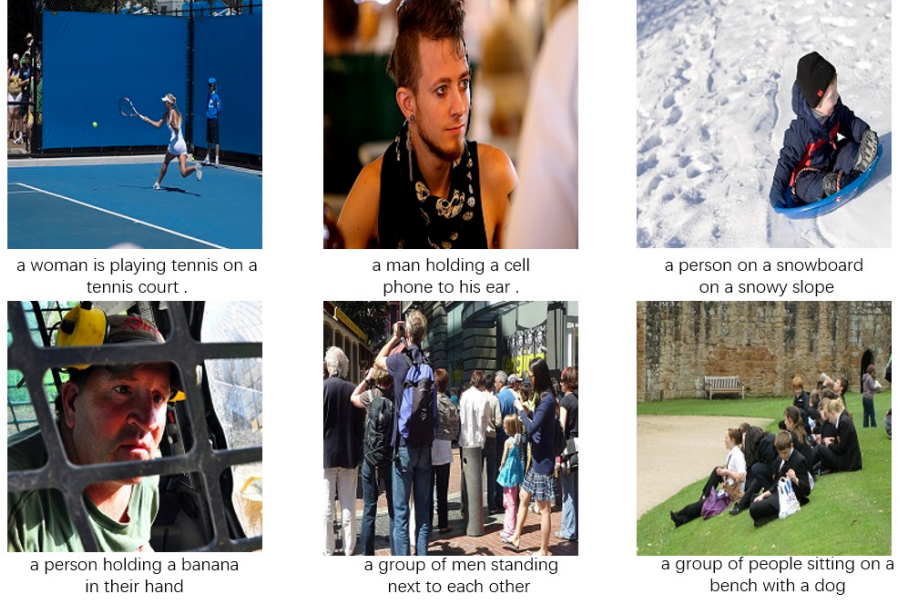 a woman is playing tennis on a
tennis court .
a man holding a cell
phone to his ear .
a person on a snowboard
on a snowy slope
a person holding a banana
in their hand
a group of men standing
next to each other
a group of people sitting on a
bench with a dog